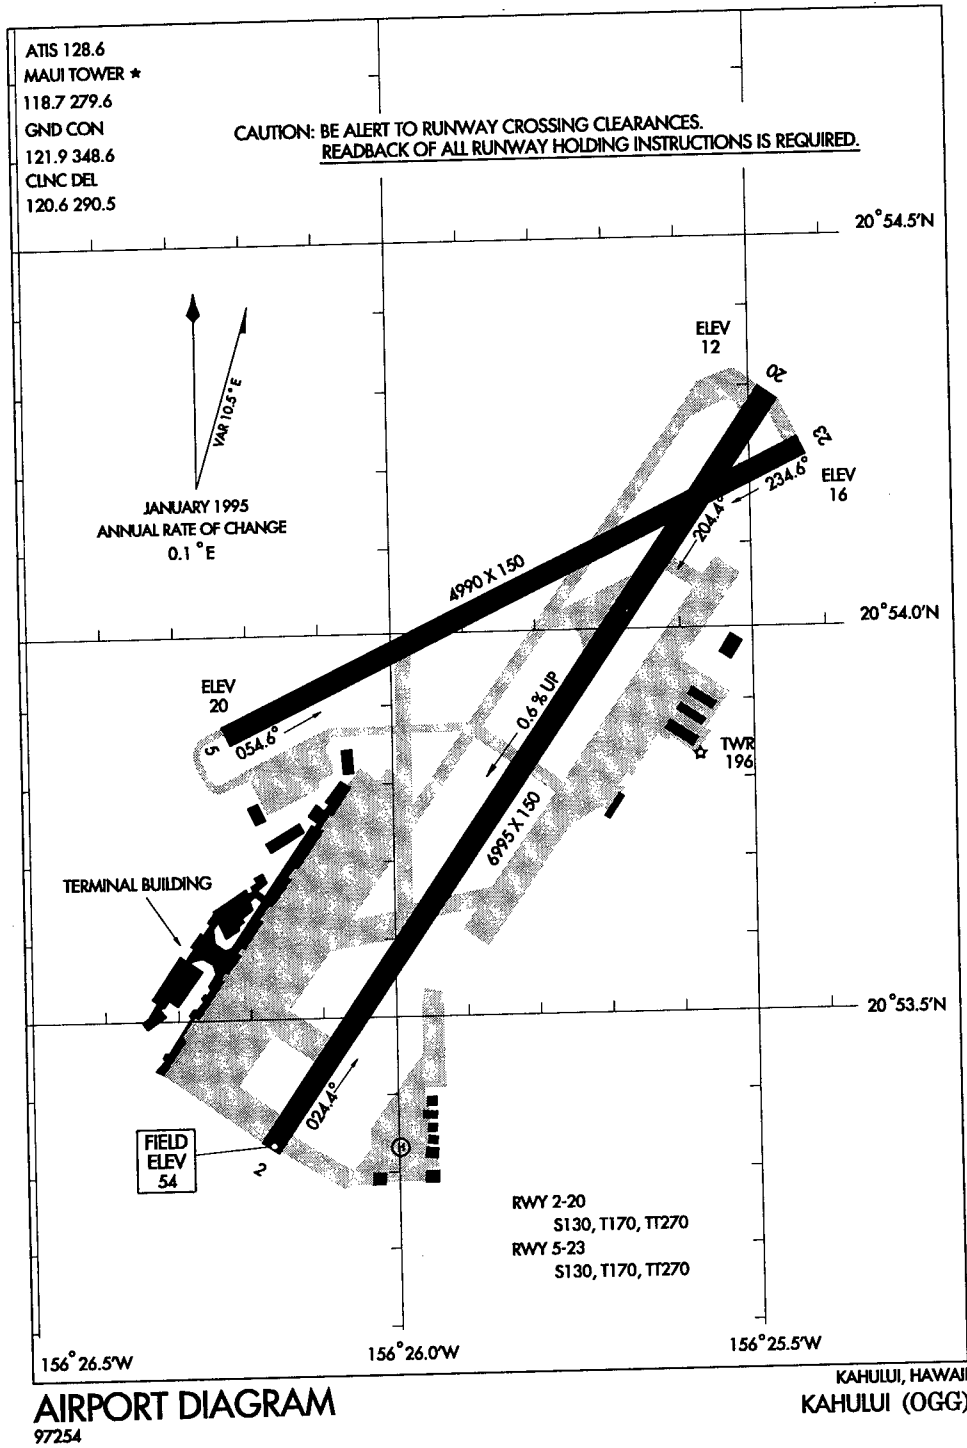 ATIS 128.6
MAUI TOWER ★
118.7 279.6
GND CON
121.9 348.6
CLNC DEL
120.6 290.5
CAUTION: BE ALERT TO RUNWAY CROSSING CLEARANCES.
READBACK OF ALL RUNWAY HOLDING INSTRUCTIONS IS REQUIRED.
20°54.5'N
VAR 10.5° E
JANUARY 1995
ANNUAL RATE OF CHANGE
0.1 °E
ELEV
12
20
23
234.6°
ELEV
16
204.4°
4990 X 150
20°54.0'N
ELEV
20
5
054.6°
0.6 % UP
TWR
196
6995 X 150
TERMINAL BUILDING
20°53.5'N
024.4°
FIELD
ELEV
54
2
H
RWY 2-20
S130, T170, TT270
RWY 5-23
S130, T170, TT270
156°26.5'W
156°26.0'W
156°25.5'W
KAHULUI, HAWAII
AIRPORT DIAGRAM
KAHULUI (OGG)
97254